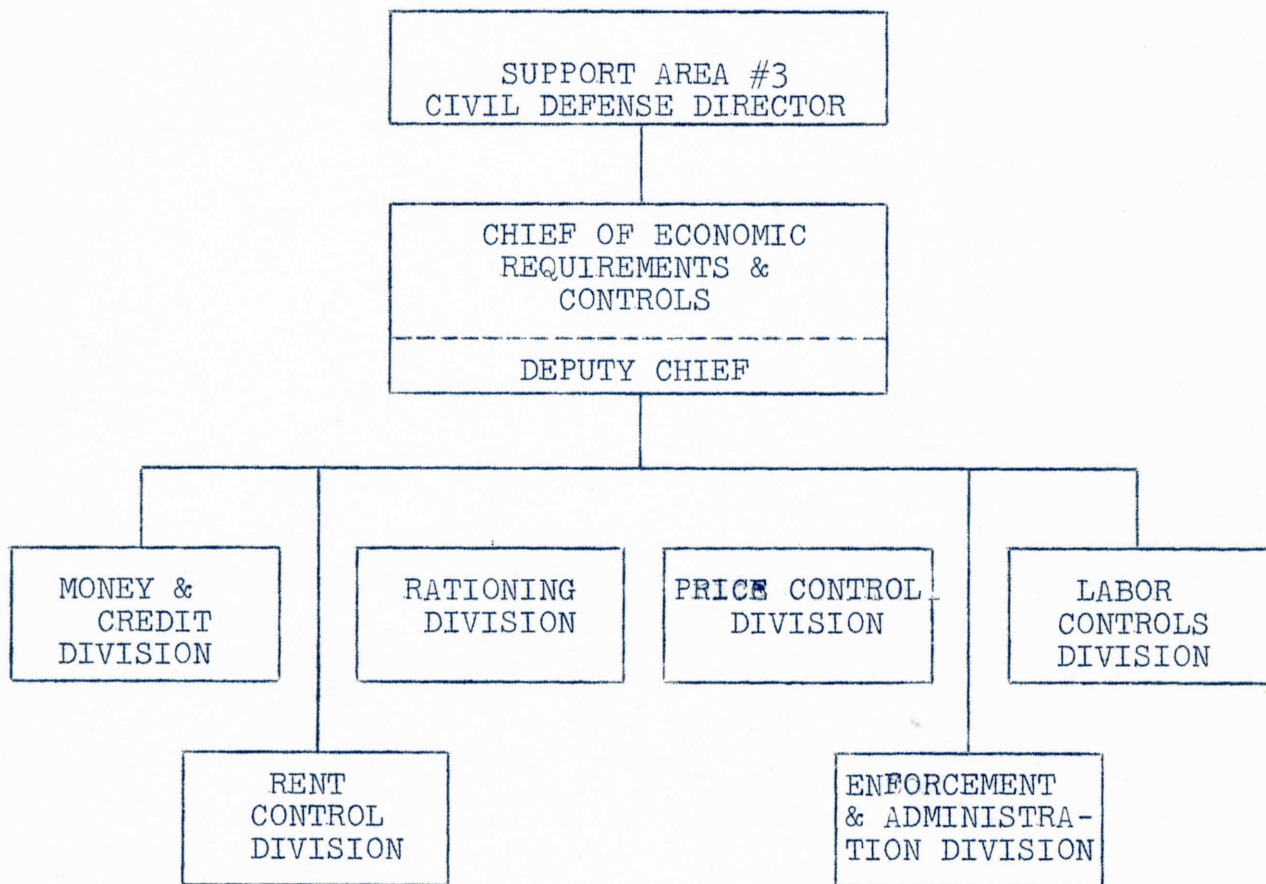 SUPPORT AREA #3
CIVIL DEFENSE DIRECTOR
CHIEF OF ECONOMIC
REQUIREMENTS &
CONTROLS
DEPUTY CHIEF
MONEY &
CREDIT
DIVISION
RATIONING
DIVISION
PRICE CONTROL
DIVISION
LABOR
CONTROLS
DIVISION
RENT
CONTROL
DIVISION
ENFORCEMENT
& ADMINISTRA-
TION DIVISION